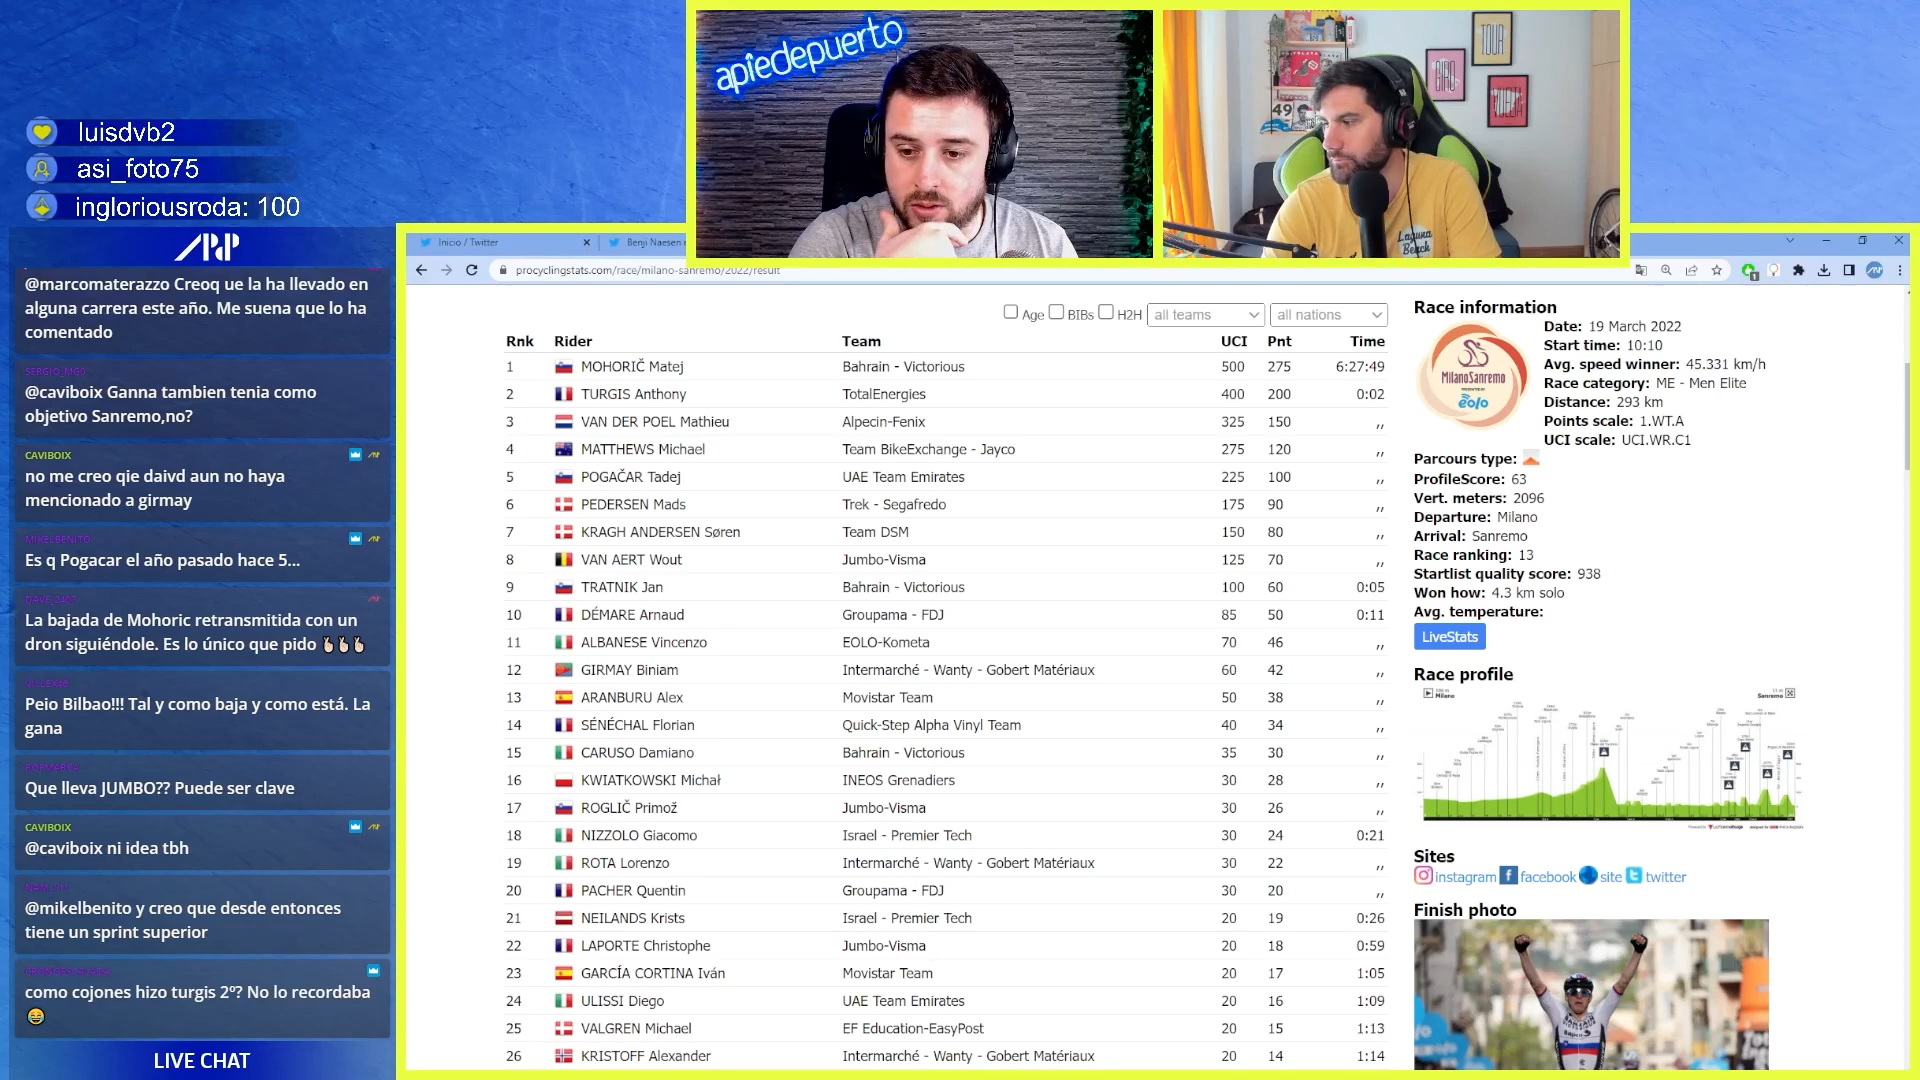 apiedepuerto
TOUR
GIRO
VUELTA
49
Laguna
Beach
luisdvb2
asi_foto75
ingloriousroda: 100
@marcomaterazzo Creoq ue la ha llevado en
alguna carrera este año. Me suena que lo ha
comentado
SERGIO_MG9
@caviboix Ganna tambien tenia como
objetivo Sanremo,no?
CAVIBOIX
no me creo qie daivd aun no haya
mencionado a girmay
MIKELBENITO
Es q Pogacar el año pasado hace 5...
La bajada de Mohoric retransmitida con un
dron siguiéndole. Es lo único que pido
Peio Bilbao!!! Tal y como baja y como está. La
gana
Que lleva JUMBO?? Puede ser clave
CAVIBOIX
@caviboix ni idea tbh
@mikelbenito y creo que desde entonces
tiene un sprint superior
como cojones hizo turgis 2º? No lo recordaba
LIVE CHAT
Inicio / Twitter
Benji Naesen
procyclingstats.com/race/milano-sanremo/2022/result
Age BIBs H2H all teams all nations
Rnk Rider Team UCI Pnt Time
1 MOHORIČ Matej Bahrain - Victorious 500 275 6:27:49
2 TURGIS Anthony TotalEnergies 400 200 0:02
3 VAN DER POEL Mathieu Alpecin-Fenix 325 150 ,,
4 MATTHEWS Michael Team BikeExchange - Jayco 275 120 ,,
5 POGAČAR Tadej UAE Team Emirates 225 100 ,,
6 PEDERSEN Mads Trek - Segafredo 175 90 ,,
7 KRAGH ANDERSEN Søren Team DSM 150 80 ,,
8 VAN AERT Wout Jumbo-Visma 125 70 ,,
9 TRATNIK Jan Bahrain - Victorious 100 60 0:05
10 DÉMARE Arnaud Groupama - FDJ 85 50 0:11
11 ALBANESE Vincenzo EOLO-Kometa 70 46 ,,
12 GIRMAY Biniam Intermarché - Wanty - Gobert Matériaux 60 42 ,,
13 ARANBURU Alex Movistar Team 50 38 ,,
14 SÉNÉCHAL Florian Quick-Step Alpha Vinyl Team 40 34 ,,
15 CARUSO Damiano Bahrain - Victorious 35 30 ,,
16 KWIATKOWSKI Michał INEOS Grenadiers 30 28 ,,
17 ROGLIČ Primož Jumbo-Visma 30 26 ,,
18 NIZZOLO Giacomo Israel - Premier Tech 30 24 0:21
19 ROTA Lorenzo Intermarché - Wanty - Gobert Matériaux 30 22 ,,
20 PACHER Quentin Groupama - FDJ 30 20 ,,
21 NEILANDS Krists Israel - Premier Tech 20 19 0:26
22 LAPORTE Christophe Jumbo-Visma 20 18 0:59
23 GARCÍA CORTINA Iván Movistar Team 20 17 1:05
24 ULISSI Diego UAE Team Emirates 20 16 1:09
25 VALGREN Michael EF Education-EasyPost 20 15 1:13
26 KRISTOFF Alexander Intermarché - Wanty - Gobert Matériaux 20 14 1:14
Race information
MilanoSanremo
eolo
Date: 19 March 2022
Start time: 10:10
Avg. speed winner: 45.331 km/h
Race category: ME - Men Elite
Distance: 293 km
Points scale: 1.WT.A
UCI scale: UCI.WR.C1
Parcours type:
ProfileScore: 63
Vert. meters: 2096
Departure: Milano
Arrival: Sanremo
Race ranking: 13
Startlist quality score: 938
Won how: 4.3 km solo
Avg. temperature:
LiveStats
Race profile
Milano
Sanremo
Sites
instagram facebook site twitter
Finish photo